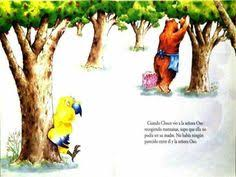 Cuando Choco vio a la señora Oso
recogiendo manzanas, supo que ella no
podía ser su madre. No había ningún
parecido entre él y la señora Oso.